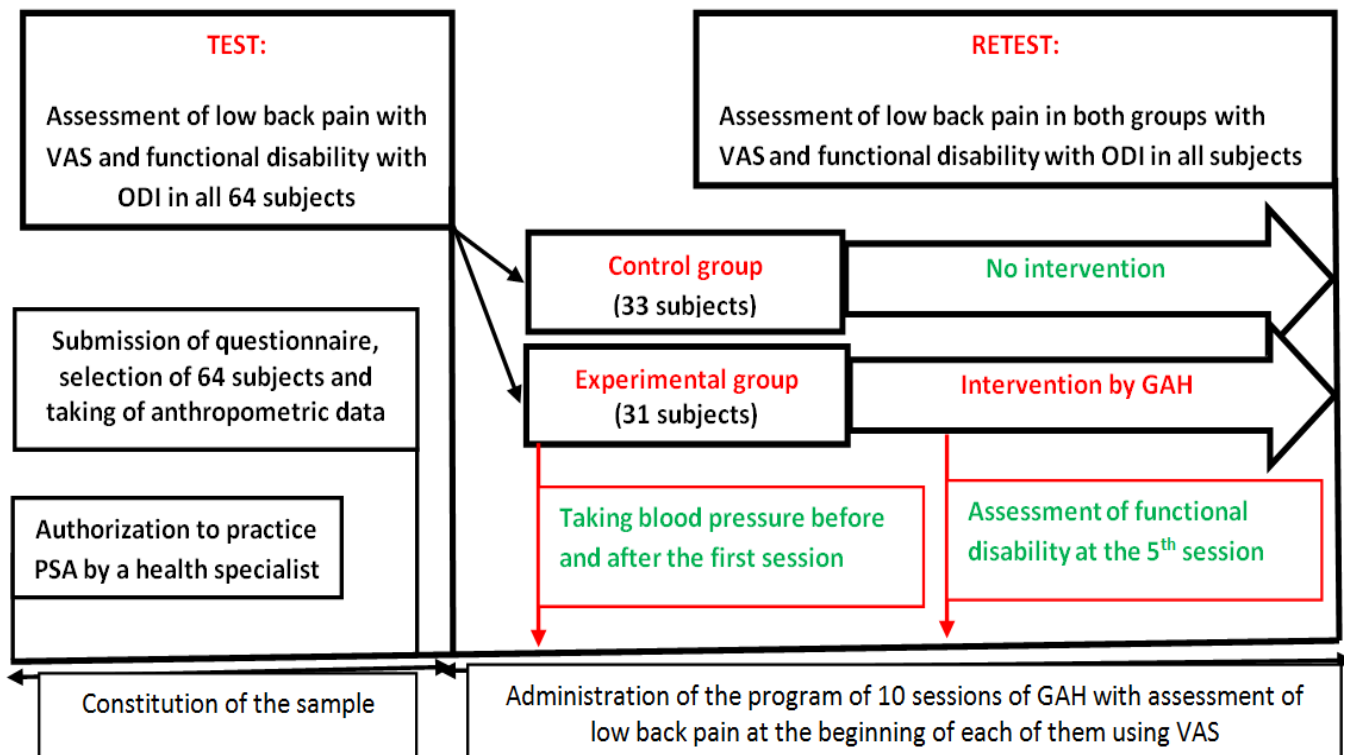 TEST:
Assessment of low back pain with
VAS and functional disability with
ODI in all 64 subjects
RETEST:
Assessment of low back pain in both groups with
VAS and functional disability with ODI in all subjects
Control group
(33 subjects)
No intervention
Submission of questionnaire,
selection of 64 subjects and
taking of anthropometric data
Experimental group
(31 subjects)
Intervention by GAH
Authorization to practice
PSA by a health specialist
Taking blood pressure before
and after the first session
Assessment of functional
disability at the 5th session
Constitution of the sample
Administration of the program of 10 sessions of GAH with assessment of
low back pain at the beginning of each of them using VAS